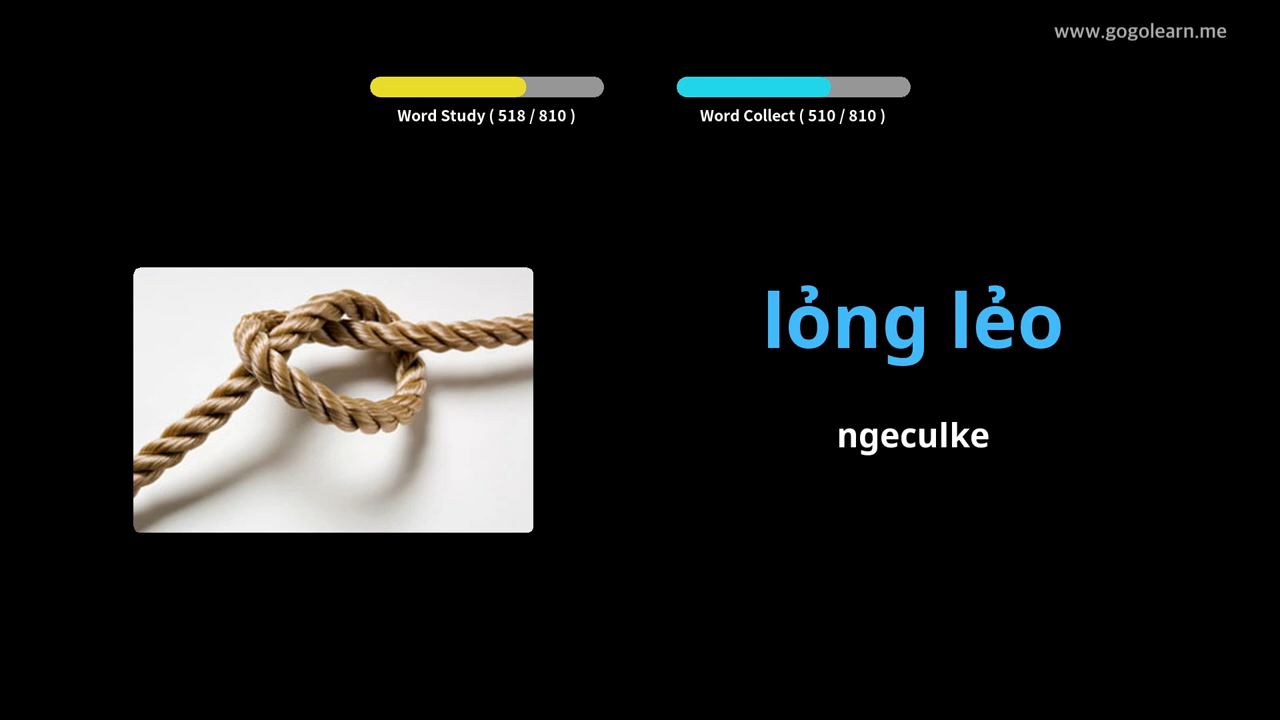 www.gogolearn.me
Word Study ( 518 / 810 )
Word Collect ( 510 / 810 )
lỏng lẻo
ngeculke